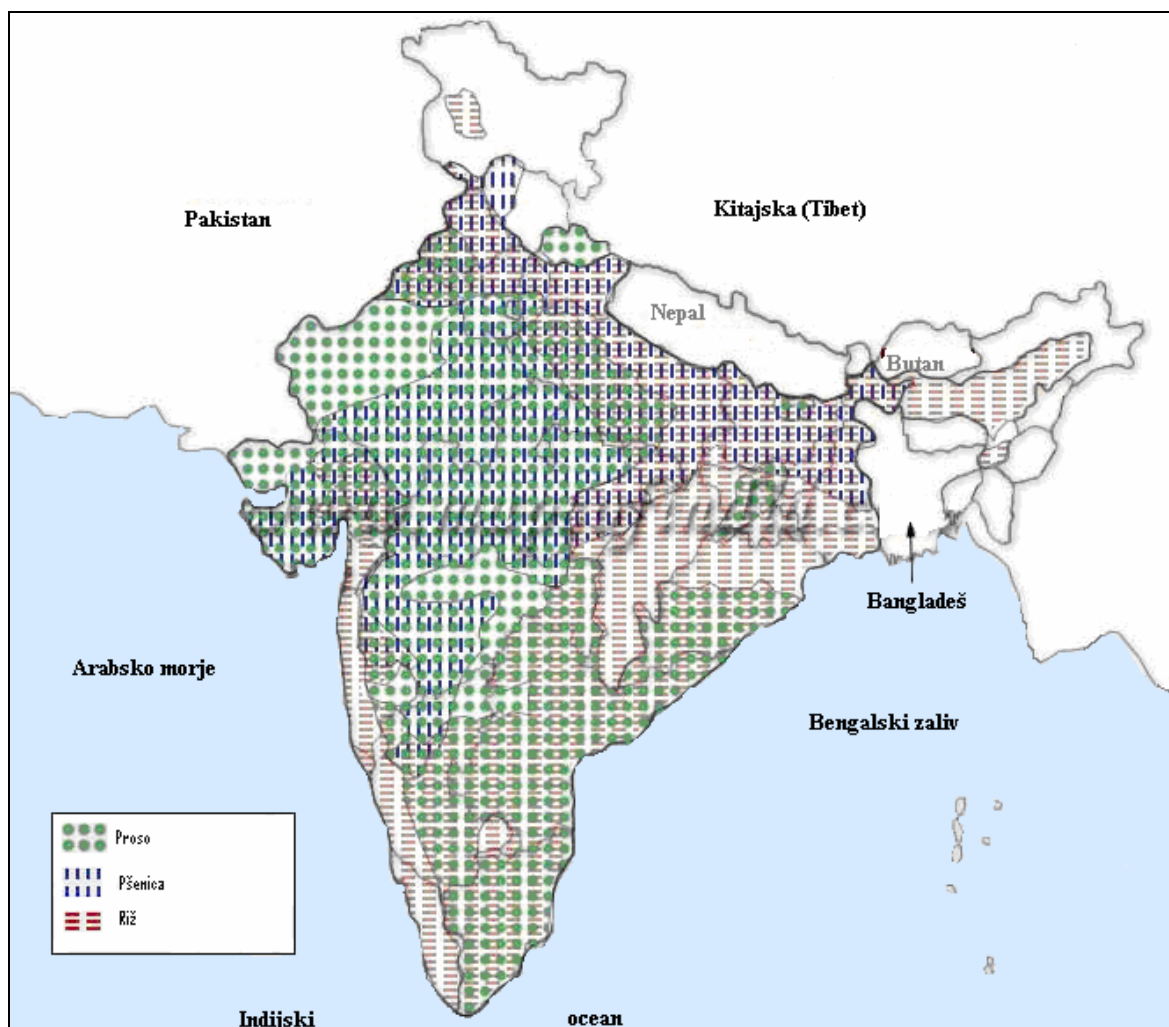 Pakistan
Kitajska (Tibet)
Nepal
Butan
Bangladeš
Arabsko morje
Bengalski zaliv
Proso
Pšenica
Riž
Indijski ocean